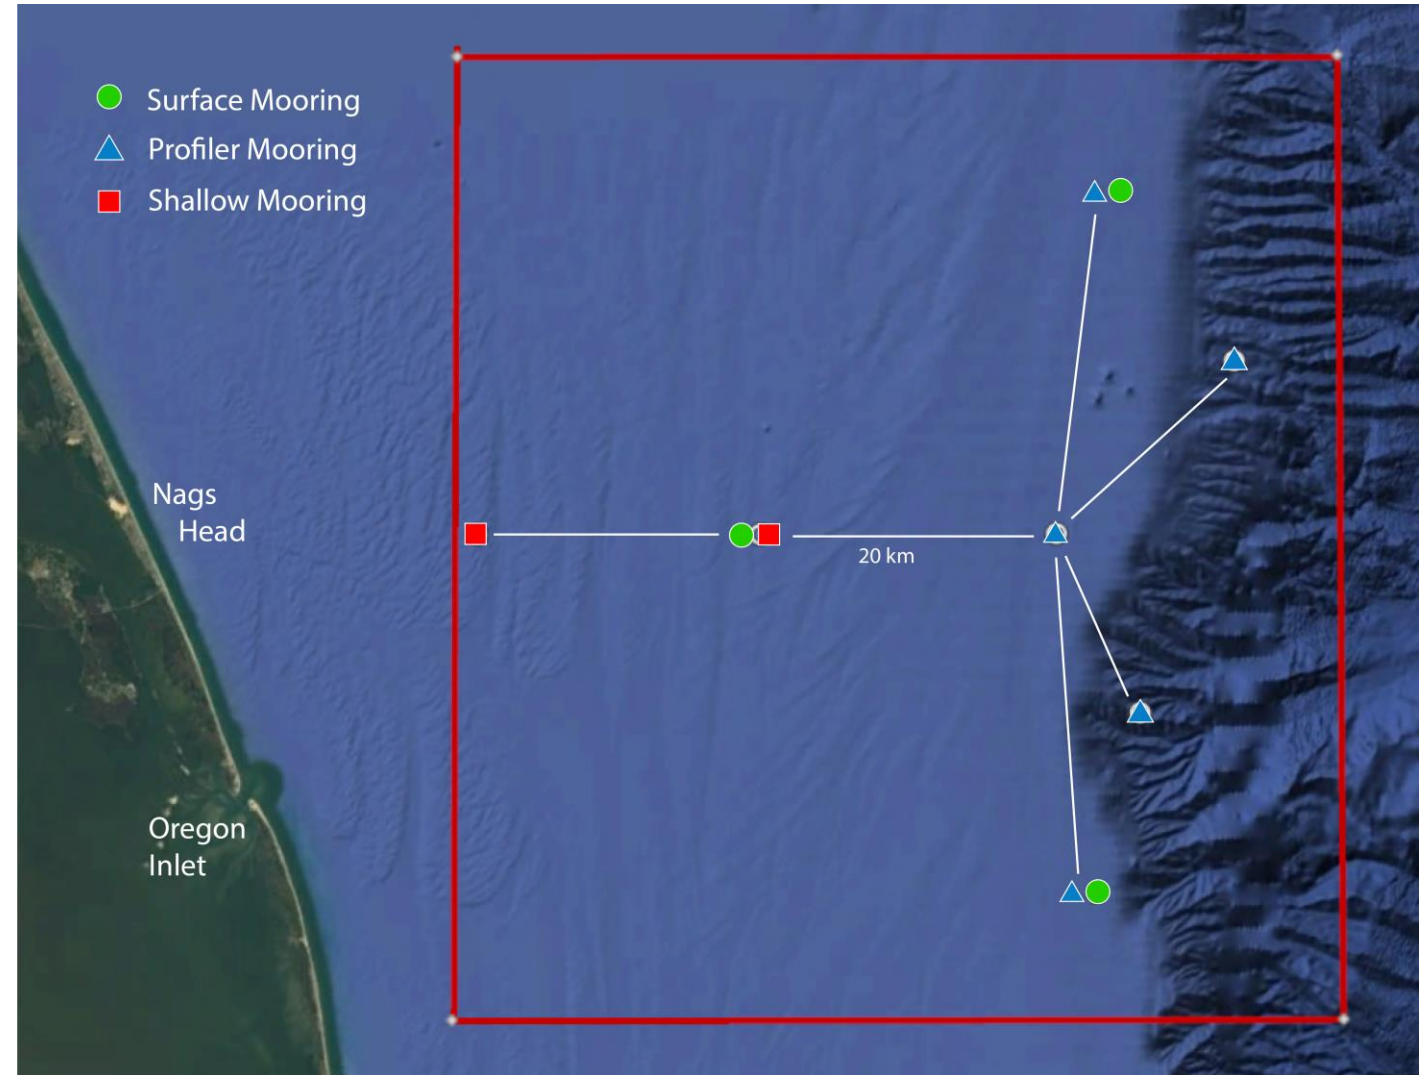 Surface Mooring
Profiler Mooring
Shallow Mooring
Nags
Head
20 km
Oregon
Inlet